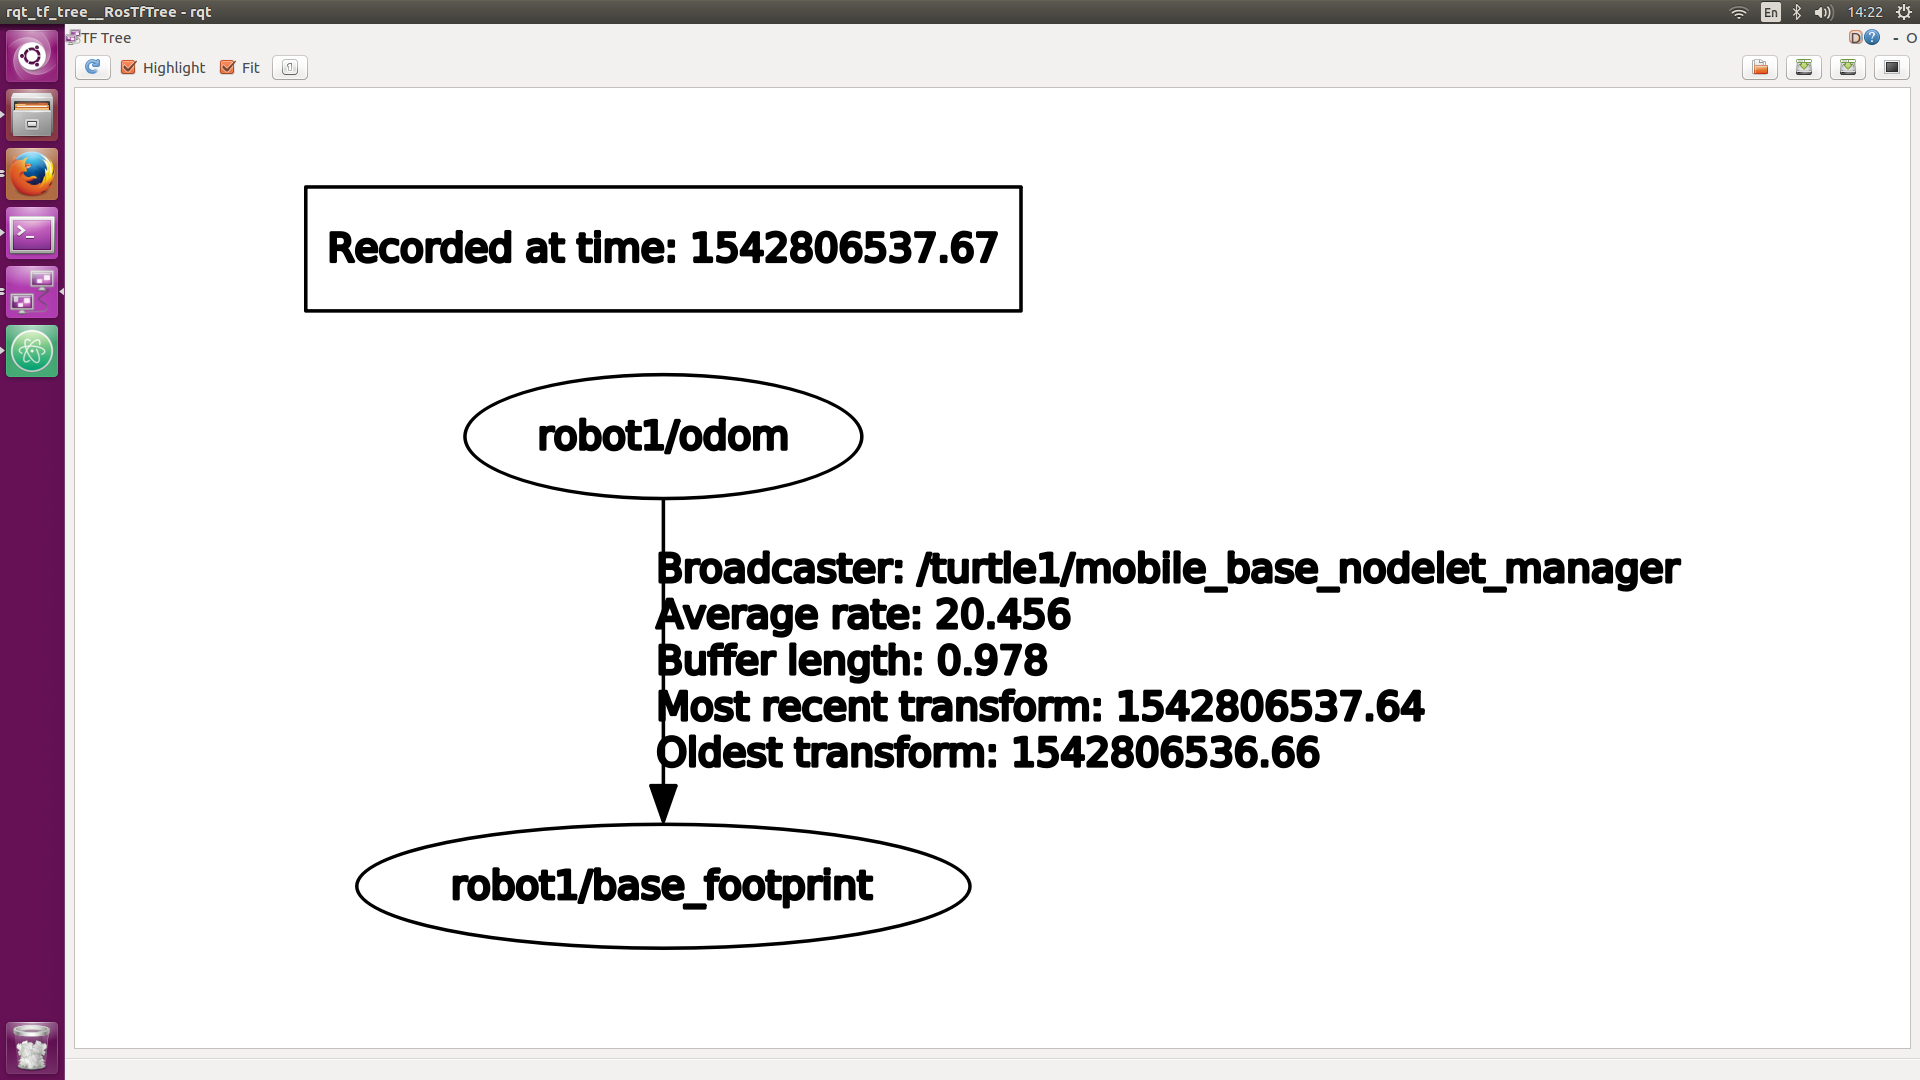 rqt_tf_tree__RosTfTree - rqt
En
14:22
TF Tree
D
?
- O
Highlight
Fit
Recorded at time: 1542806537.67
robot1/odom
Broadcaster: /turtle1/mobile_base_nodelet_manager
Average rate: 20.456
Buffer length: 0.978
Most recent transform: 1542806537.64
Oldest transform: 1542806536.66
robot1/base_footprint